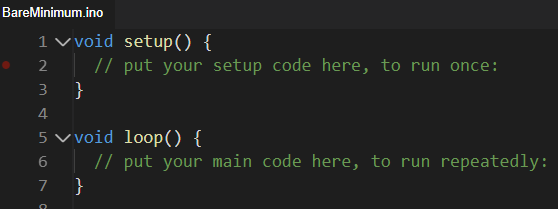 BareMinimum.ino
1 void setup() {
2 // put your setup code here, to run once:
3 }
4
5 void loop() {
6 // put your main code here, to run repeatedly:
7 }
8